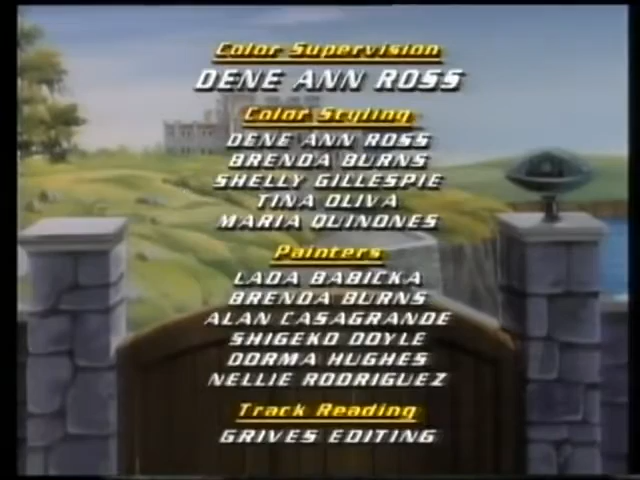 Color Supervision
DENE ANN ROSS
Color Styling
DENE ANN ROSS
BRENDA BURNS
SHELLY GILLESPIE
TINA OLIVA
MARIA QUINONES
Painters
LADA BABICKA
BRENDA BURNS
ALAN CASAGRANDE
SHIGEKO DOYLE
DORMA HUGHES
NELLIE RODRIGUEZ
Track Reading
GRIVES EDITING